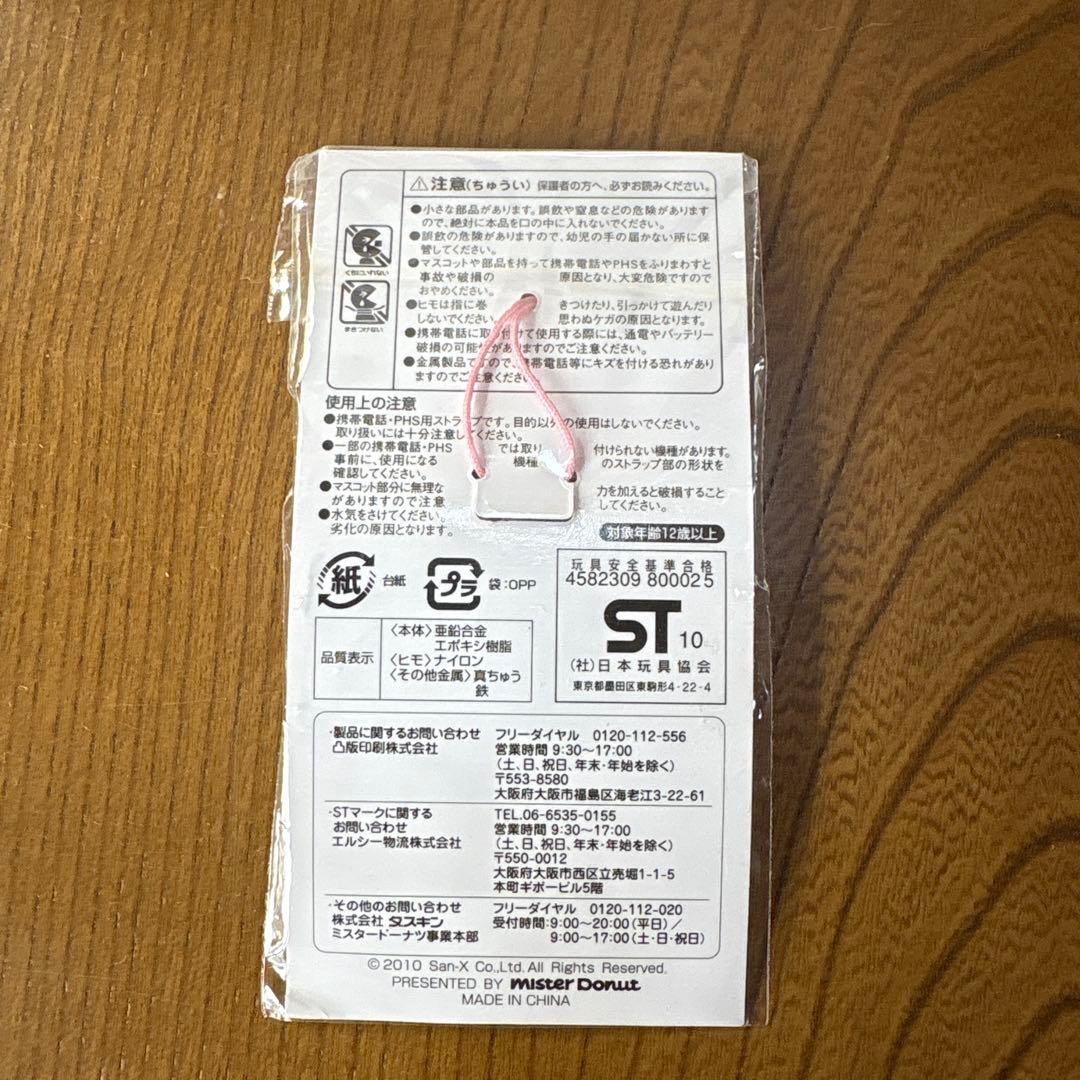 ⚠注意(ちゅうい) 保護者の方へ、必ずお読みください。
●小さな部品があります。誤飲や窒息などの危険がありますので、絶対に本品を口の中に入れないでください。
●誤飲の危険がありますので、幼児の手の届かない所に保管してください。
●マスコットや部品を持って携帯電話やPHSをふりまわすと
事故や破損の 原因となり、大変危険ですので
おやめください。
●ヒモは指に巻 きつけたり、引っかけて遊んだり
しないでください。 思わぬケガの原因となります。
●携帯電話に取り付けて使用する際には、通電やバッテリー
破損の可能性がありますのでご注意ください。
●金属製品ですので、携帯電話等にキズを付ける恐れがあり
ますのでご注意ください。
くちにいれない
まきつけない
使用上の注意
●携帯電話・PHS用ストラップです。目的以外の使用はしないでください。
取り扱いには十分注意してください。
●一部の携帯電話・PHS では取り 付けられない機種があります。
事前に、使用になる 機種 のストラップ部の形状を
確認してください。
●マスコット部分に無理な 力を加えると破損すること
がありますので注意 してください。
●水気をさけてください。
劣化の原因となります。
対象年齢12歳以上
紙 台紙
プラ 袋:OPP
玩具安全基準合格
4582309 800025
ST 10
(社)日本玩具協会
東京都墨田区東駒形4-22-4
品質表示
〈本体〉亜鉛合金
エポキシ樹脂
〈ヒモ〉ナイロン
〈その他金属〉真ちゅう
鉄
・製品に関するお問い合わせ フリーダイヤル 0120-112-556
凸版印刷株式会社 営業時間 9:30〜17:00
(土、日、祝日、年末・年始を除く)
〒553-8580
大阪府大阪市福島区海老江3-22-61
・STマークに関する TEL.06-6535-0155
お問い合わせ 営業時間 9:30〜17:00
エルシー物流株式会社 (土、日、祝日、年末・年始を除く)
〒550-0012
大阪府大阪市西区立売堀1-1-5
本町ギポービル5階
・その他のお問い合わせ フリーダイヤル 0120-112-020
株式会社 ダスキン 受付時間:9:00〜20:00(平日)/
ミスタードーナツ事業本部 9:00〜17:00(土・日・祝日)
©2010 San-X Co.,Ltd. All Rights Reserved.
PRESENTED BY mister Donut
MADE IN CHINA